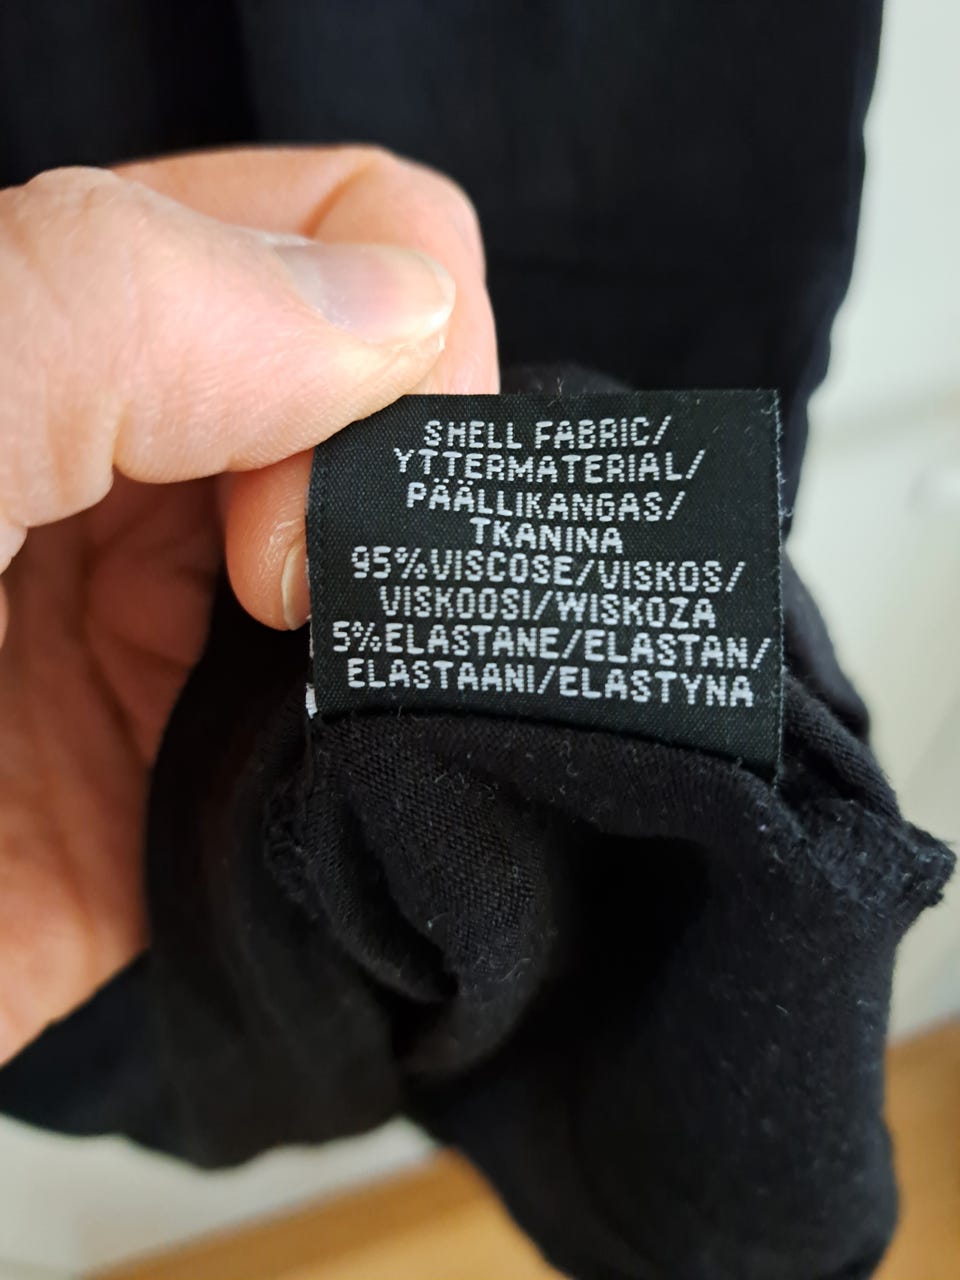 SHELL FABRIC/
YTTERMATERIAL/
PÄÄLLIKANGAS/
TKANINA
95%VISCOSE/VISKOS/
VISKOOSI/WISKOZA
5%ELASTANE/ELASTAN/
ELASTAANI/ELASTYNA